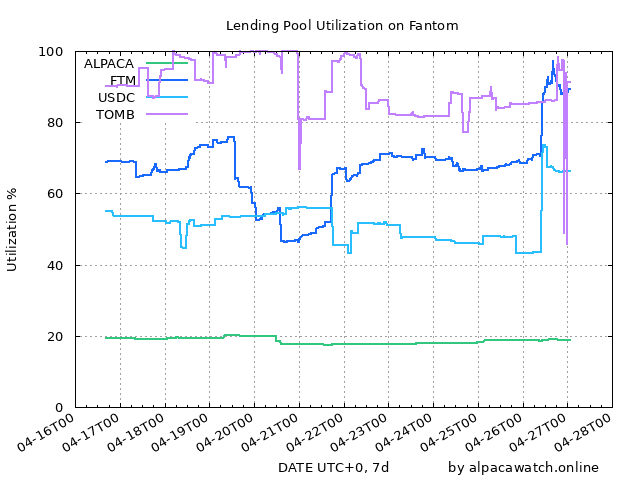 Lending Pool Utilization on Fantom
Utilization %
100
80
60
40
20
0
ALPACA
FTM
USDC
TOMB
04-16T00
04-17T00
04-18T00
04-19T00
04-20T00
04-21T00
04-22T00
04-23T00
04-24T00
04-25T00
04-26T00
04-27T00
04-28T00
DATE UTC+0, 7d
by alpacawatch.online